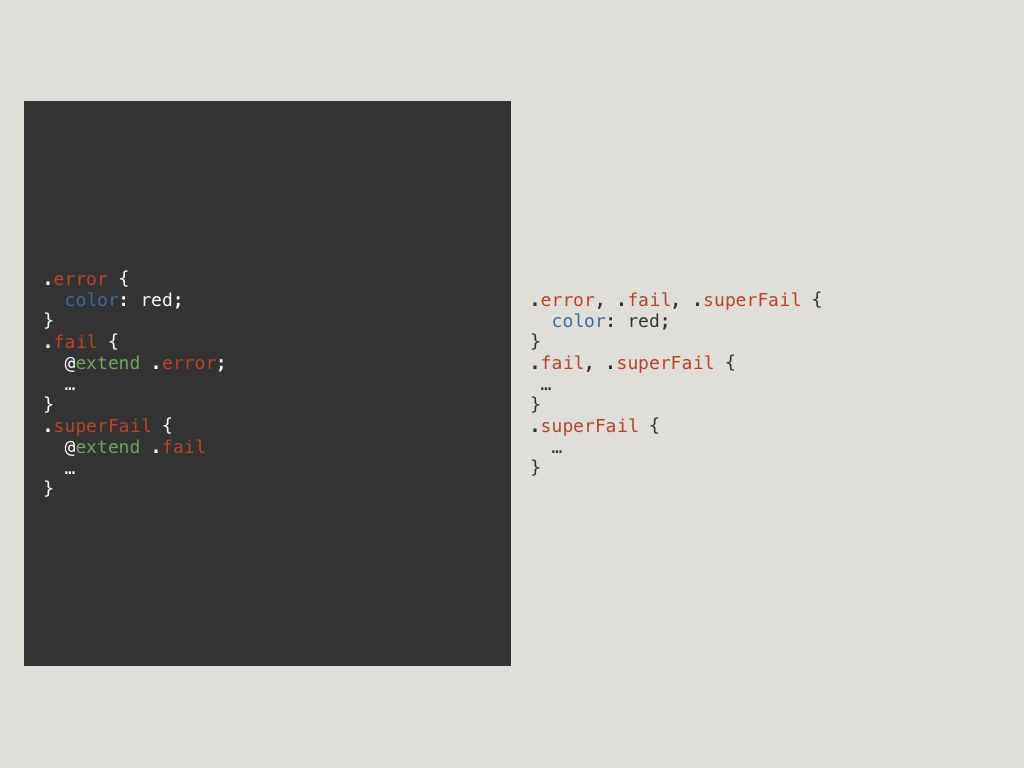 .error {
  color: red;
}
.fail {
  @extend .error;
  …
}
.superFail {
  @extend .fail
  …
}
.error, .fail, .superFail {
  color: red;
}
.fail, .superFail {
 …
}
.superFail {
  …
}